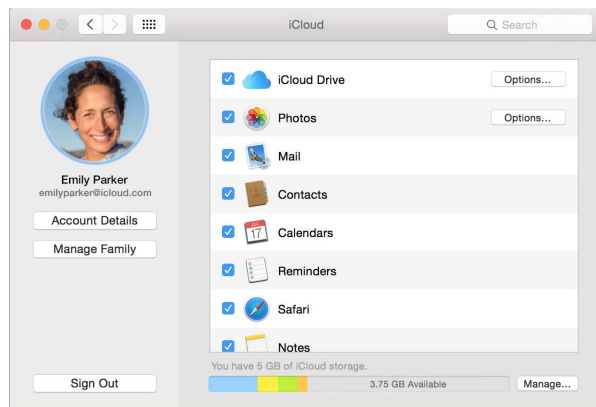 iCloud
Search
Emily Parker
emilyparker@icloud.com
Account Details
Manage Family
Sign Out
iCloud Drive
Options...
Photos
Options...
Mail
Contacts
JUL
17
Calendars
Reminders
Safari
Notes
You have 5 GB of iCloud storage.
3.75 GB Available
Manage...